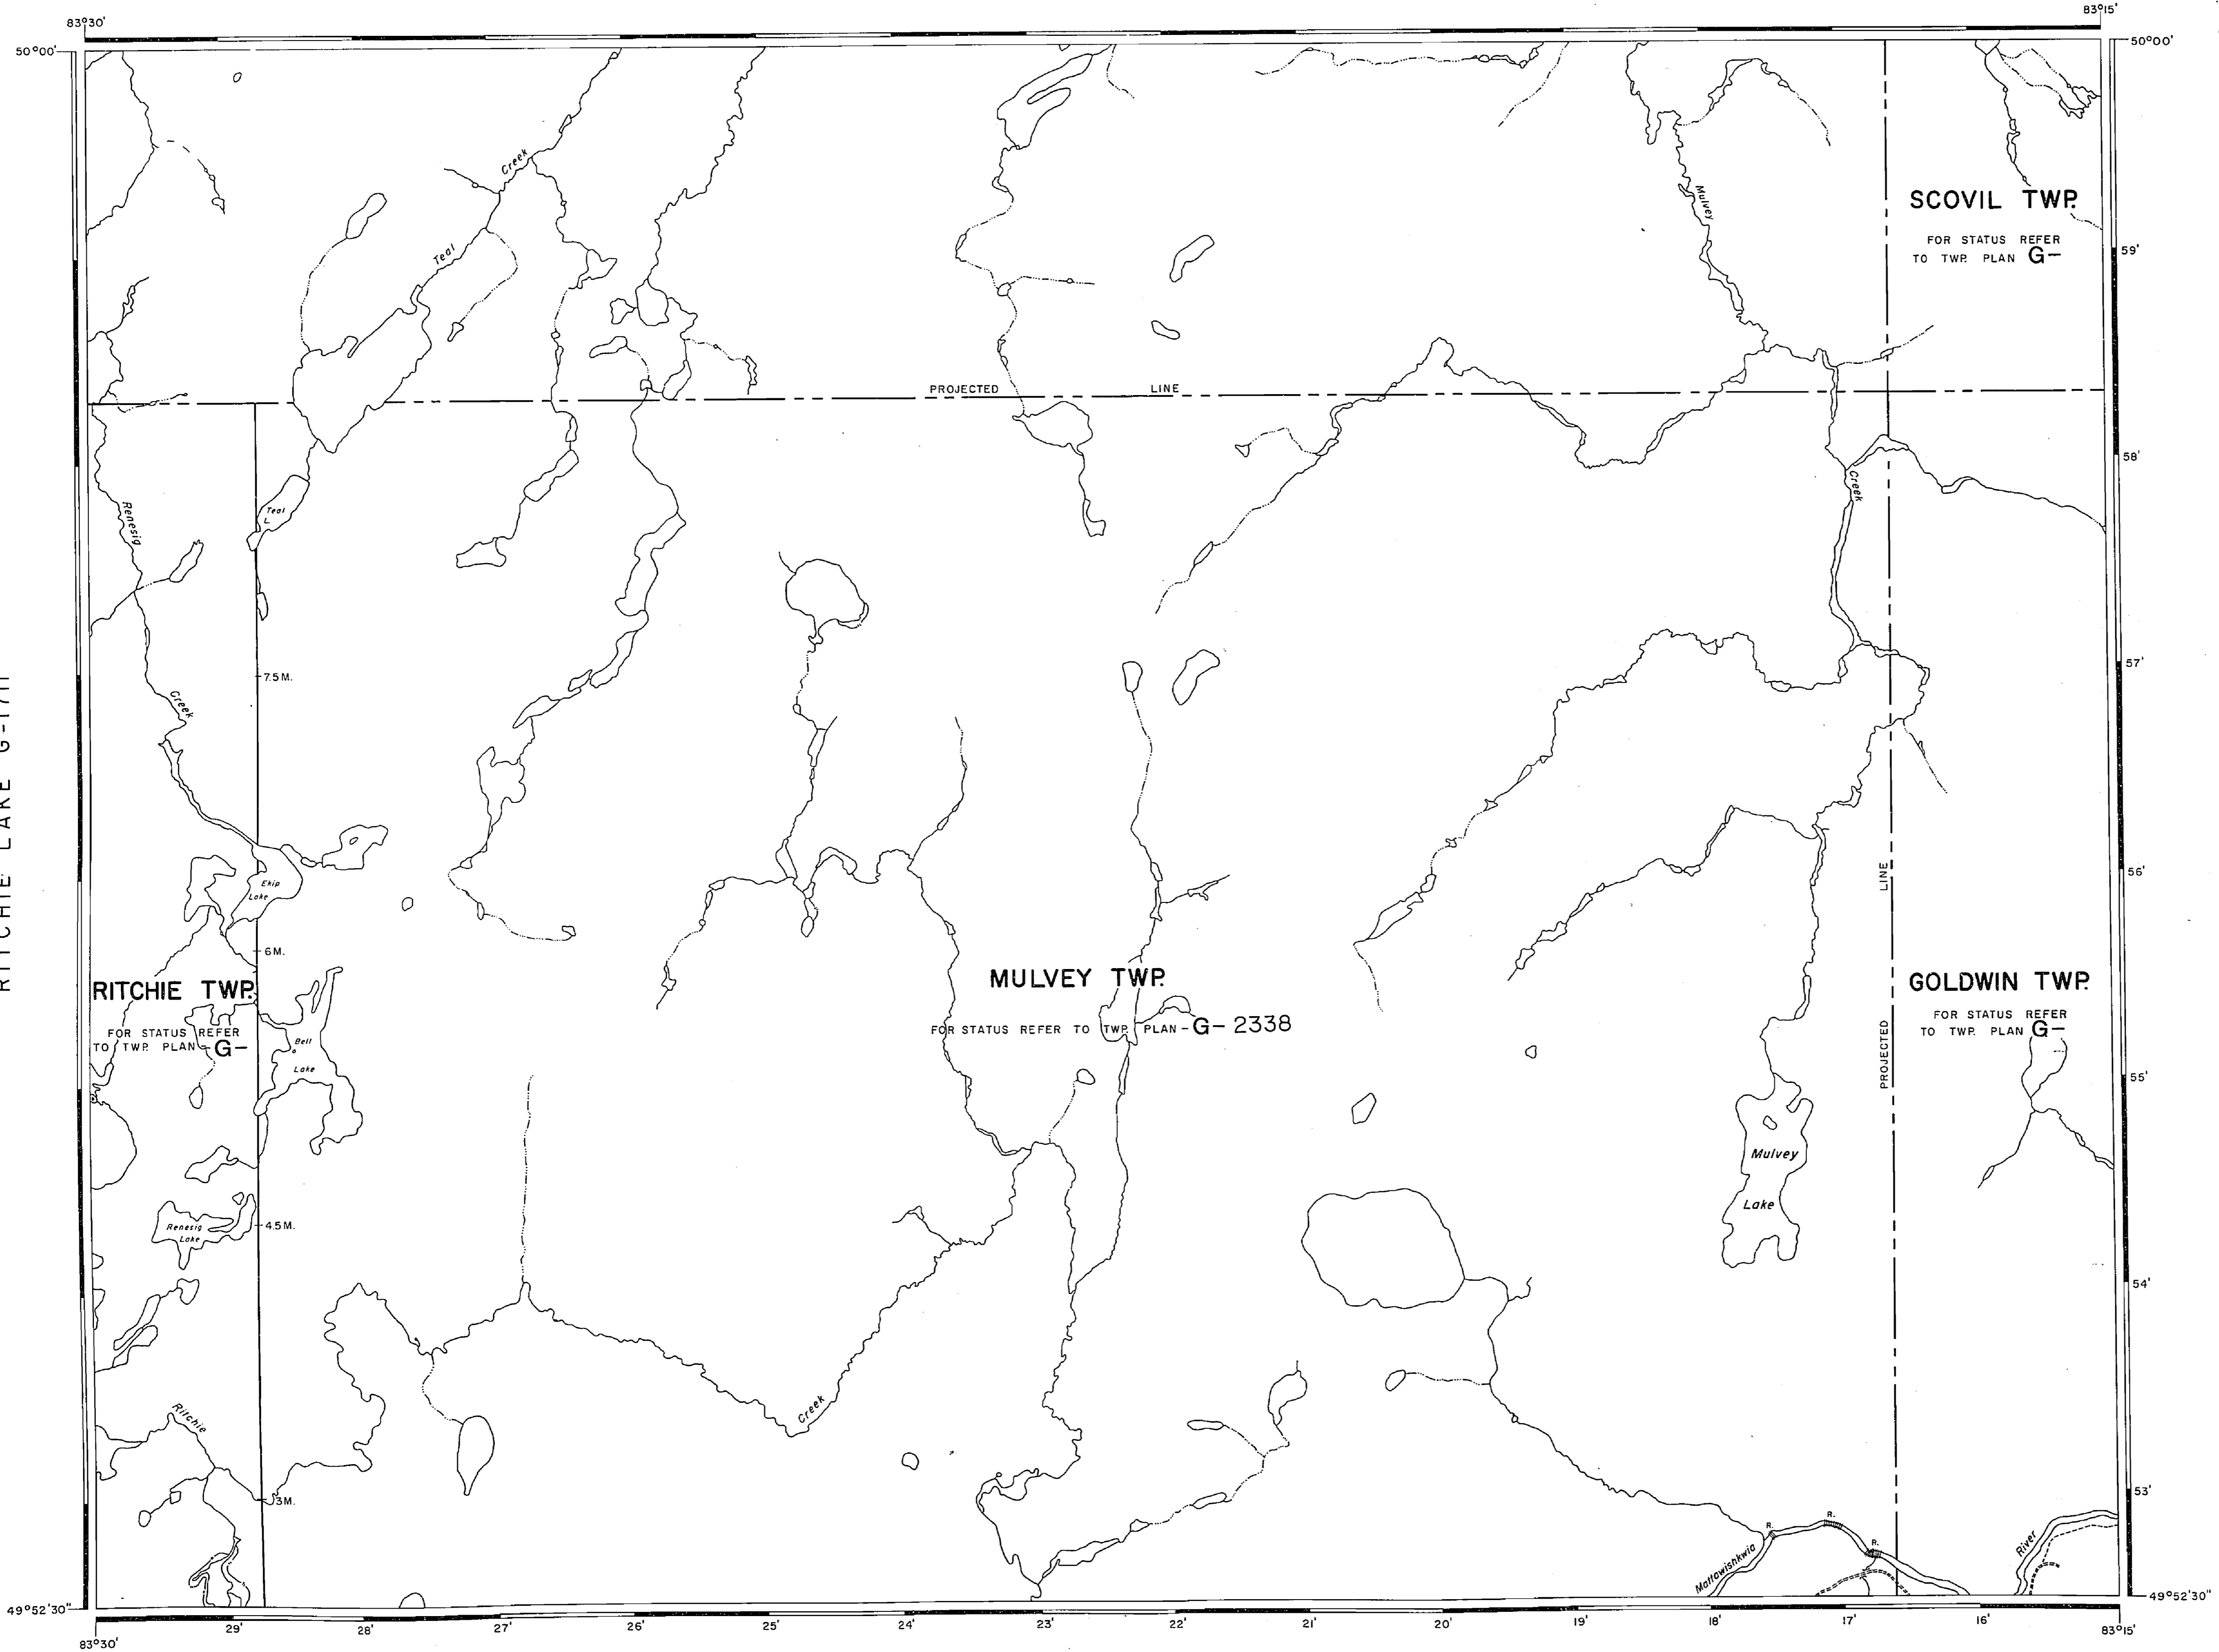 83°30'
83°15'
50°00'
50°00'
Creek
Mulvey
SCOVIL TWP.
FOR STATUS REFER
TO TWP. PLAN G-
Teal
59'
PROJECTED LINE
58'
Renesig
Teal
L.
Creek
7.5M.
57'
Creek
RITCHIE LAKE G-1711
Ekip
Lake
LINE
56'
6M.
RITCHIE TWP.
MULVEY TWP.
GOLDWIN TWP.
FOR STATUS REFER
TO TWP. PLAN -G-
Bell
Lake
FOR STATUS REFER TO TWP. PLAN - G- 2338
FOR STATUS REFER
TO TWP. PLAN G-
PROJECTED
55'
Mulvey
Lake
Renesig
Lake
4.5M.
54'
Ritchie
Creek
3M.
53'
R.
R.
R.
Mattawishkwia
River
49°52'30"
49°52'30"
83°30'
29'
28'
27'
26'
25'
24'
23'
22'
21'
20'
19'
18'
17'
16'
83°15'